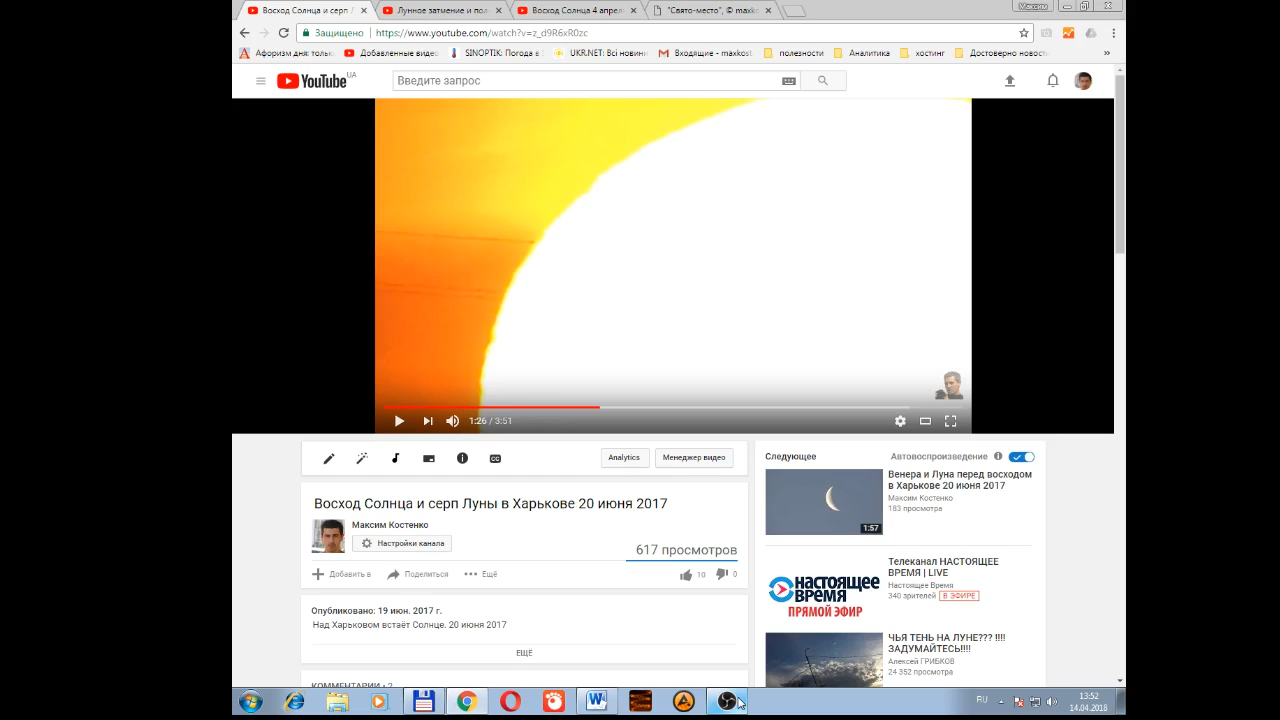 Восход Солнца и серп /
Лунное затмение и пол
Восход Солнца 4 апрел
"Свято-место", © maxko
Максим
Защищено
https://www.youtube.com/watch?v=z_d9R6xR0zc
Афоризм дня: тольк
Добавленные видео
SINOPTIK: Погода в
UKR.NET: Всі новини
Входящие - maxkost
полезности
Аналитика
хостинг
Достоверно новость
»
YouTube
UA
Введите запрос
1:26 / 3:51
Analytics
Менеджер видео
Восход Солнца и серп Луны в Харькове 20 июня 2017
Максим Костенко
Настройки канала
617 просмотров
Добавить в
Поделиться
Ещё
10
0
Опубликовано: 19 июн. 2017 г.
Над Харьковом встаёт Солнце. 20 июня 2017
ЕЩЁ
КОММЕНТАРИИ • 2
Следующее
Автовоспроизведение
Венера и Луна перед восходом
в Харькове 20 июня 2017
Максим Костенко
183 просмотра
1:57
Телеканал НАСТОЯЩЕЕ
ВРЕМЯ | LIVE
Настоящее Время
340 зрителей
В ЭФИРЕ
НАСТОЯЩЕЕ
ВРЕМЯ
ПРЯМОЙ ЭФИР
ЧЬЯ ТЕНЬ НА ЛУНЕ??? !!!!
ЗАДУМАЙТЕСЬ!!!!
Алексей ГРИБКОВ
24 352 просмотра
RU
13:52
14.04.2018